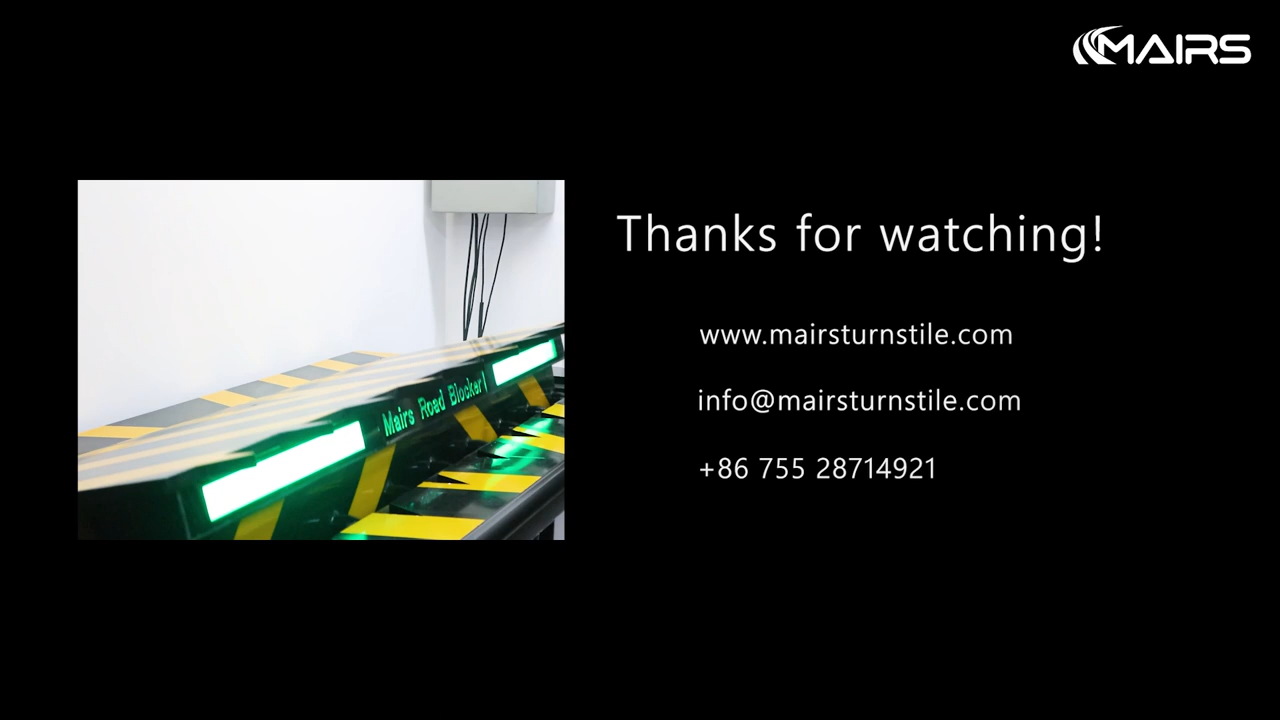 MAIRS
Thanks for watching!
www.mairsturnstile.com
info@mairsturnstile.com
+86 755 28714921
Mairs Road Blocker!